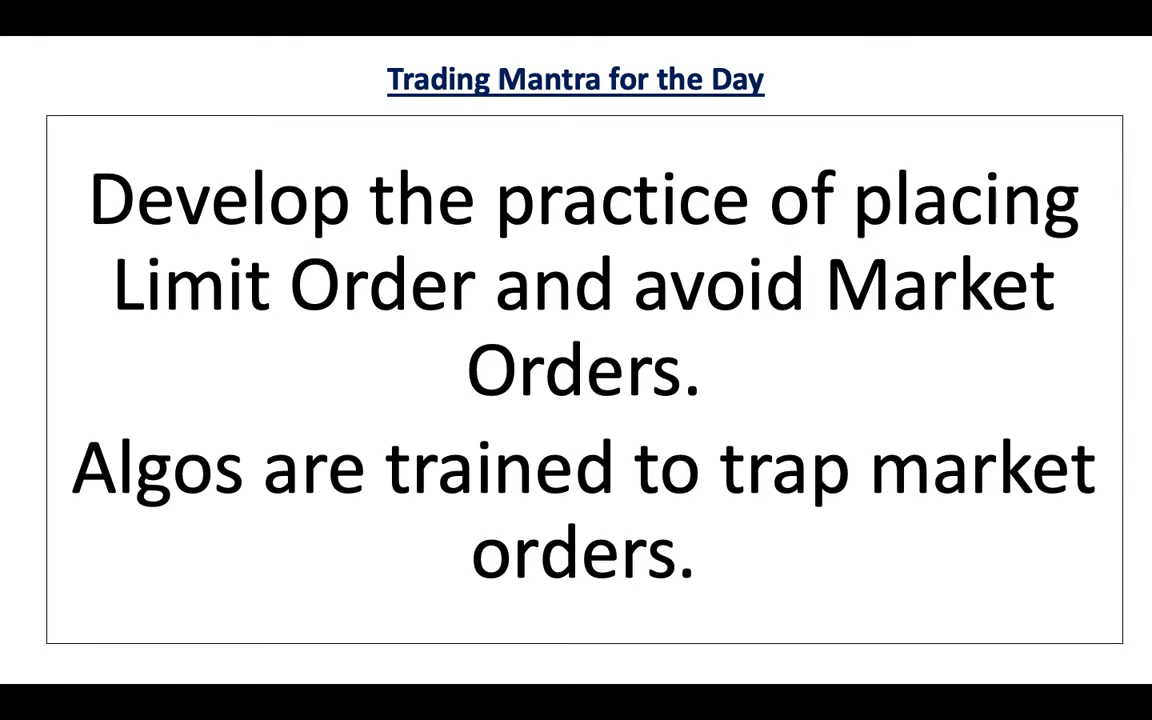 Trading Mantra for the Day
Develop the practice of placing
Limit Order and avoid Market
Orders.
Algos are trained to trap market
orders.